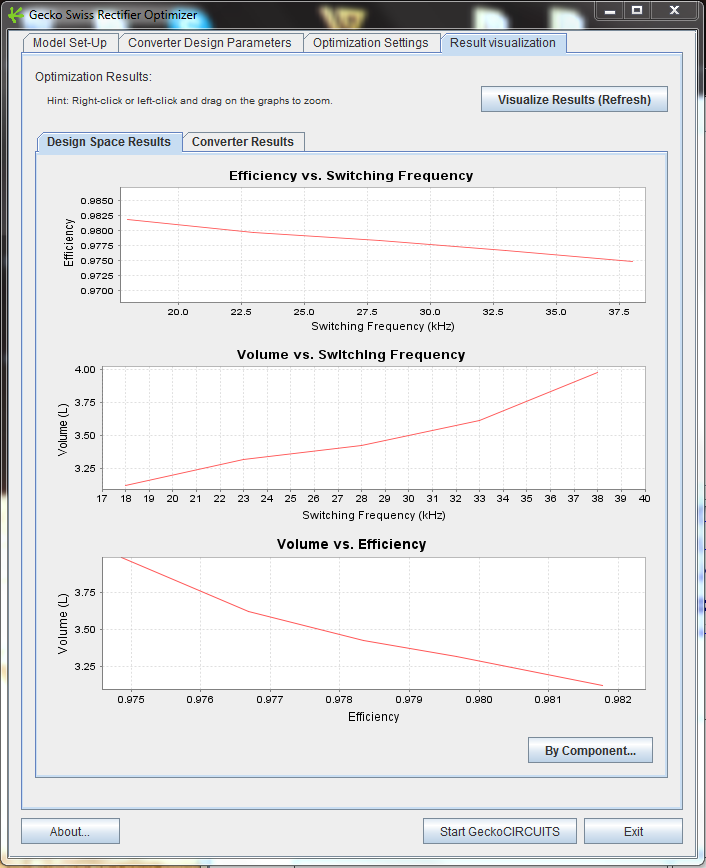 Gecko Swiss Rectifier Optimizer
Model Set-Up Converter Design Parameters Optimization Settings Result visualization
Optimization Results:
Hint: Right-click or left-click and drag on the graphs to zoom.
Visualize Results (Refresh)
Design Space Results Converter Results
Efficiency vs. Switching Frequency
Efficiency
0.9850
0.9825
0.9800
0.9775
0.9750
0.9725
0.9700
20.0 22.5 25.0 27.5 30.0 32.5 35.0 37.5
Switching Frequency (kHz)
Volume vs. Switching Frequency
Volume (L)
4.00
3.75
3.50
3.25
17 18 19 20 21 22 23 24 25 26 27 28 29 30 31 32 33 34 35 36 37 38 39 40
Switching Frequency (kHz)
Volume vs. Efficiency
Volume (L)
3.75
3.50
3.25
0.975 0.976 0.977 0.978 0.979 0.980 0.981 0.982
Efficiency
By Component...
About... Start GeckoCIRCUITS Exit